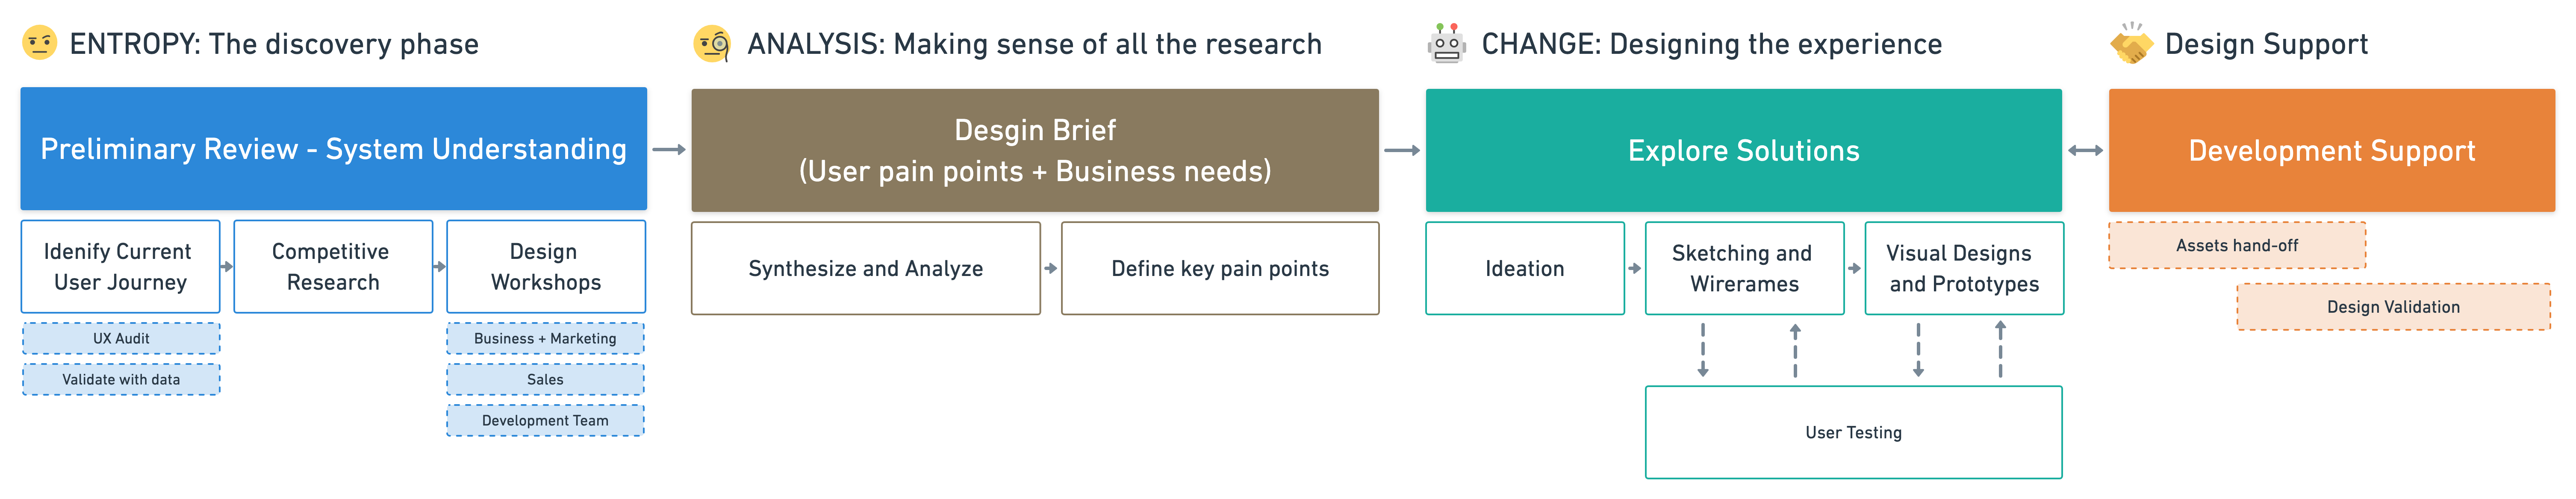 ENTROPY: The discovery phase
Preliminary Review - System Understanding
Idenify Current
User Journey
Competitive
Research
Design
Workshops
UX Audit
Validate with data
Business + Marketing
Sales
Development Team
ANALYSIS: Making sense of all the research
Desgin Brief
(User pain points + Business needs)
Synthesize and Analyze
Define key pain points
CHANGE: Designing the experience
Explore Solutions
Ideation
Sketching and
Wirerames
Visual Designs
and Prototypes
User Testing
Design Support
Development Support
Assets hand-off
Design Validation